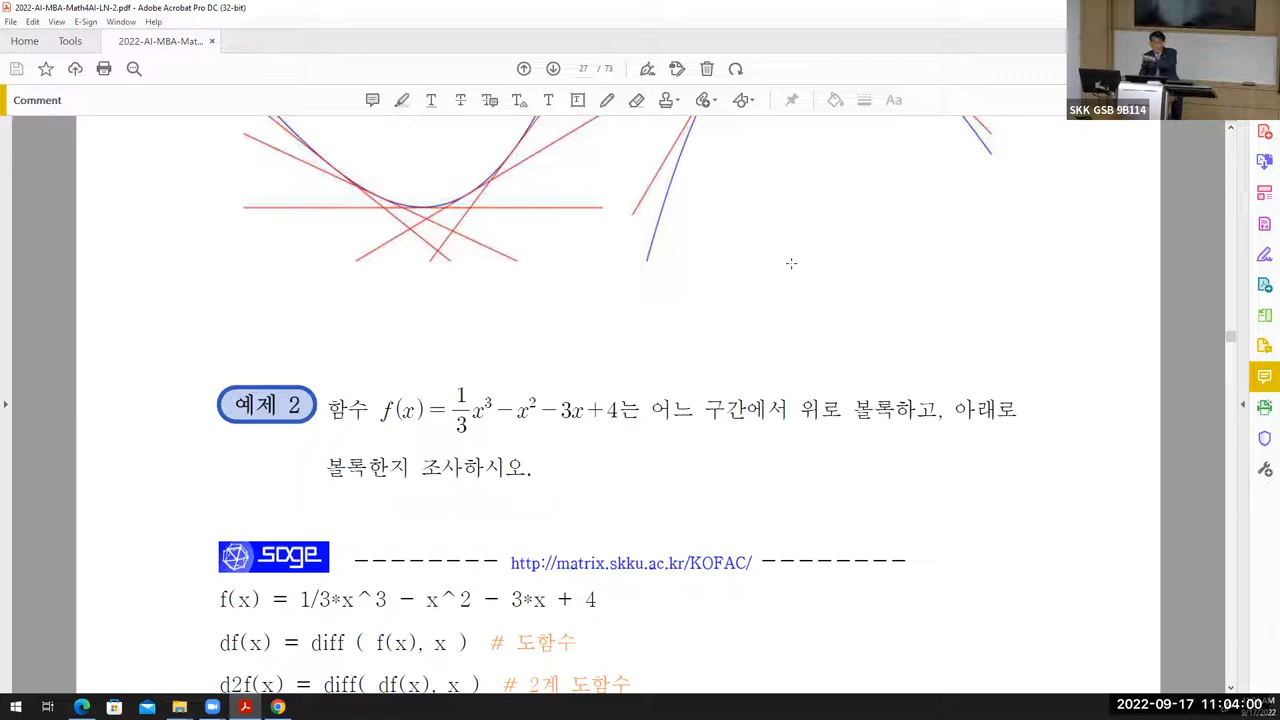 2022-AI-MBA-Math4AI-LN-2.pdf - Adobe Acrobat Pro DC (32-bit)
File Edit View E-Sign Window Help
Home Tools 2022-AI-MBA-Mat... ×
27 / 73
Comment
Aa
SKK GSB 9B114
예제 2 함수 f(x)=1/3x³-x²-3x+4는 어느 구간에서 위로 볼록하고, 아래로
볼록한지 조사하시오.
sage -------- http://matrix.skku.ac.kr/KOFAC/ --------
f(x) = 1/3*x^3 - x^2 - 3*x + 4
df(x) = diff ( f(x), x ) # 도함수
d2f(x) = diff( df(x), x ) # 2계 도함수
2022-09-17 11:04:00